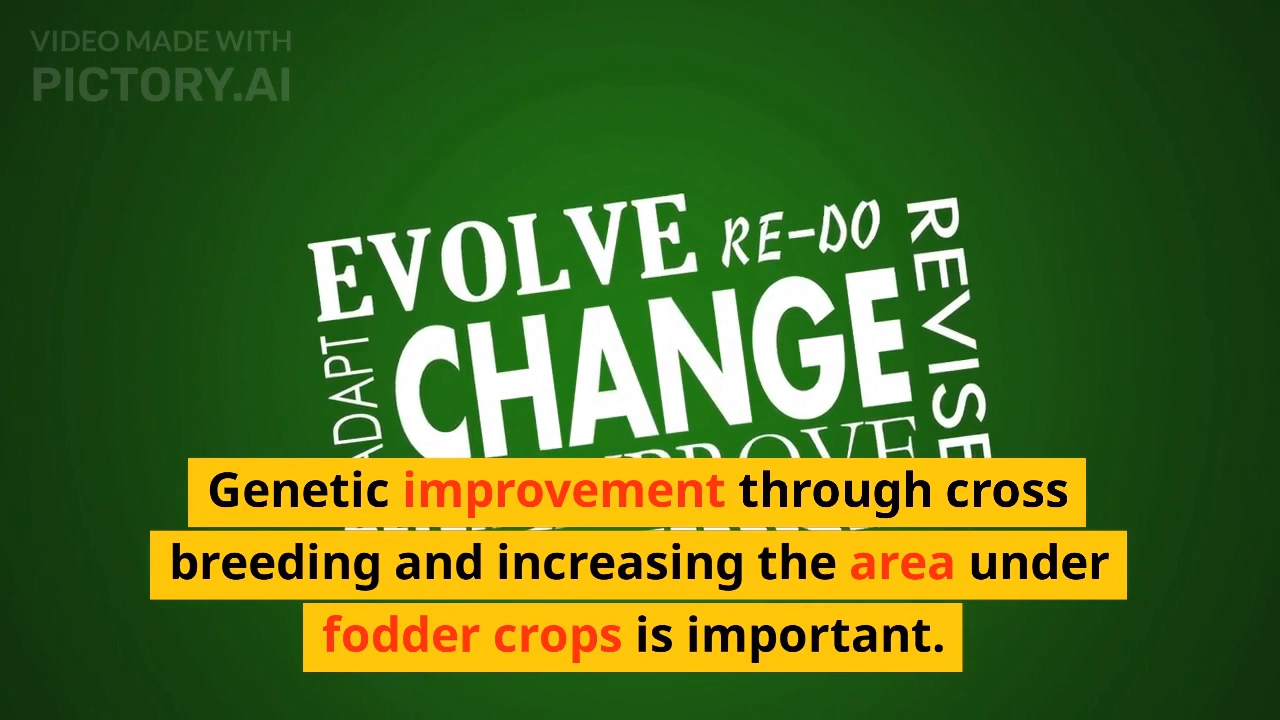 VIDEO MADE WITH
PICTORY.AI
EVOLVE RE-DO
REVISE
ADAPT
CHANGE
Genetic improvement through cross
breeding and increasing the area under
fodder crops is important.